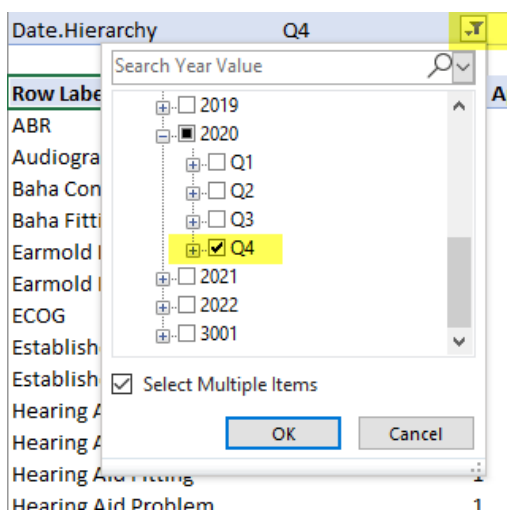 Date.Hierarchy Q4
Search Year Value
Row Labe A
2019
ABR
2020
Audiogra
Q1
Baha Con
Q2
Baha Fitti
Q3
Earmold
Q4
Earmold
2021
ECOG
2022
Establish
3001
Establish
Select Multiple Items
Hearing A
OK Cancel
Hearing A
Hearing Aid Fitting 1
Hearing Aid Problem 1